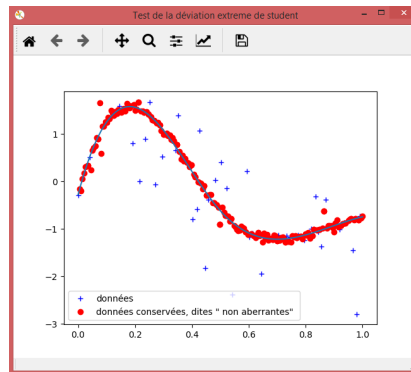 Test de la déviation extreme de student
1
0
−1
−2
−3
0.0 0.2 0.4 0.6 0.8 1.0
données
données conservées, dites " non aberrantes"